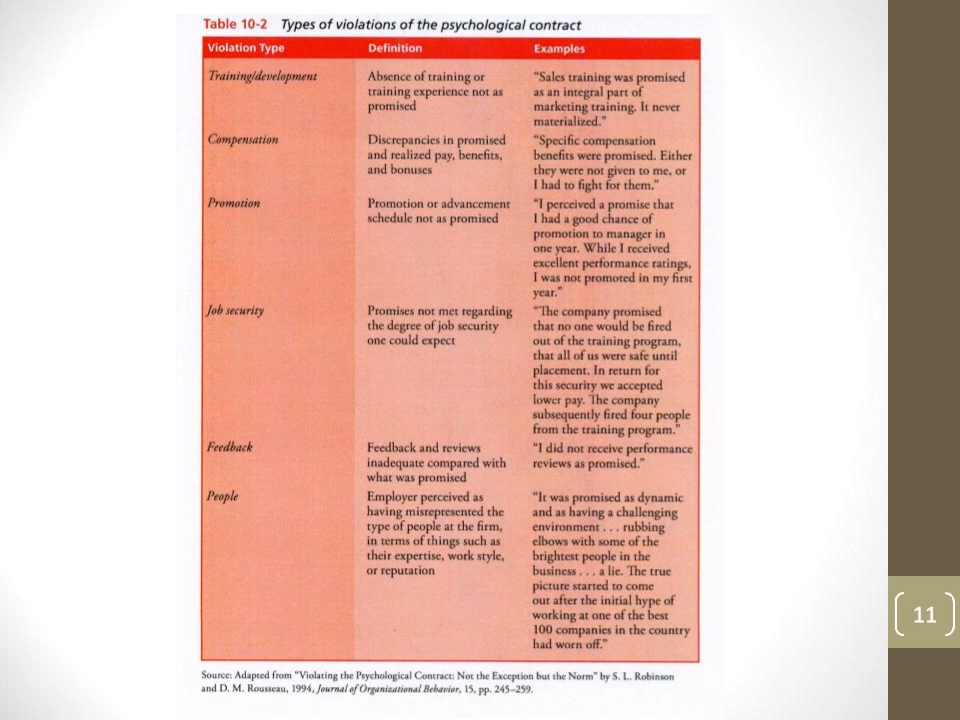 Table 10-2 Types of violations of the psychological contract
Violation Type Definition Examples
Training/development
Absence of training or
training experience not as
promised
“Sales training was promised
as an integral part of
marketing training. It never
materialized.”
Compensation
Discrepancies in promised
and realized pay, benefits,
and bonuses
“Specific compensation
benefits were promised. Either
they were not given to me, or
I had to fight for them.”
Promotion
Promotion or advancement
schedule not as promised
“I perceived a promise that
I had a good chance of
promotion to manager in
one year. While I received
excellent performance ratings,
I was not promoted in my first
year.”
Job security
Promises not met regarding
the degree of job security
one could expect
“The company promised
that no one would be fired
out of the training program,
that all of us were safe until
placement. In return for
this security we accepted
lower pay. The company
subsequently fired four people
from the training program.”
Feedback
Feedback and reviews
inadequate compared with
what was promised
“I did not receive performance
reviews as promised.”
People
Employer perceived as
having misrepresented the
type of people at the firm,
in terms of things such as
their expertise, work style,
or reputation
“It was promised as dynamic
and as having a challenging
environment . . . rubbing
elbows with some of the
brightest people in the
business . . . a lie. The true
picture started to come
out after the initial hype of
working at one of the best
100 companies in the country
had worn off.”
Source: Adapted from “Violating the Psychological Contract: Not the Exception but the Norm” by S. L. Robinson
and D. M. Rousseau, 1994, Journal of Organizational Behavior, 15, pp. 245–259.
11